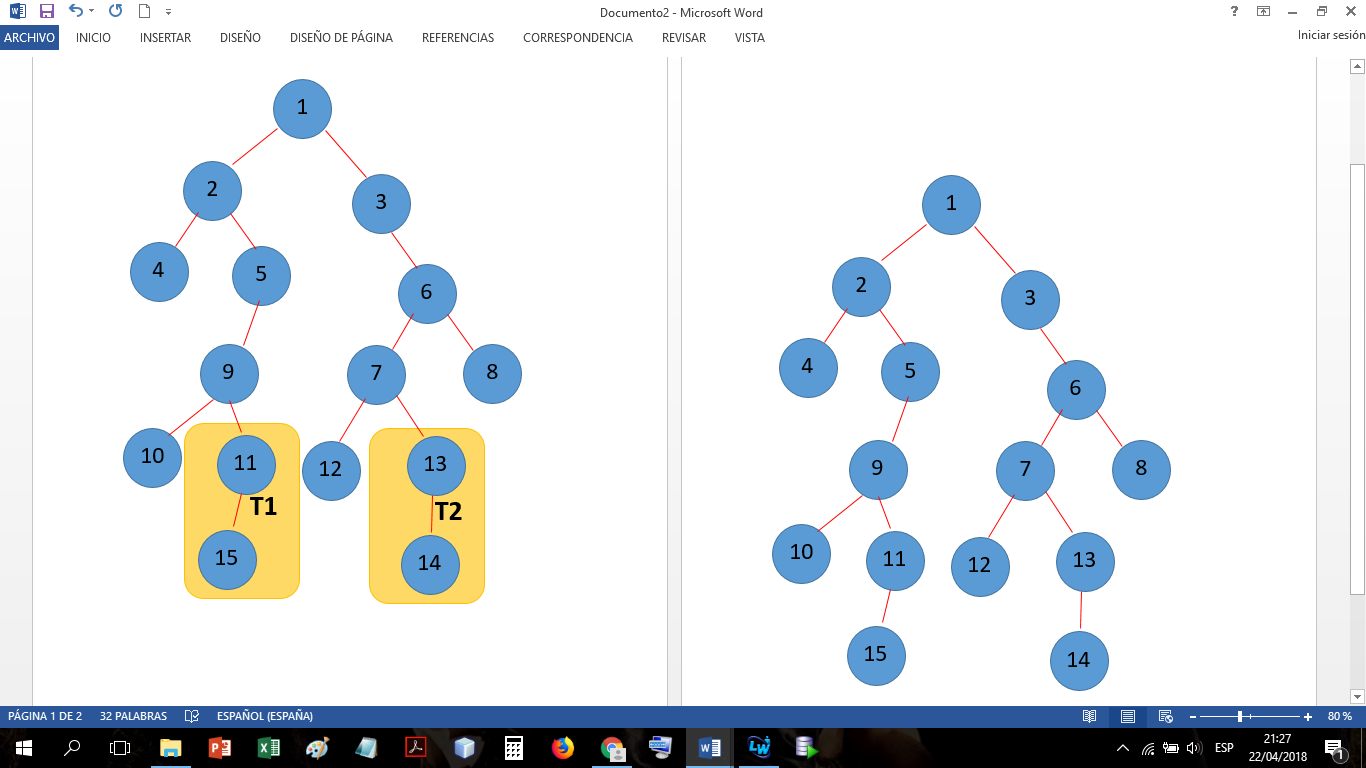 Documento2 - Microsoft Word
ARCHIVO INICIO INSERTAR DISEÑO DISEÑO DE PÁGINA REFERENCIAS CORRESPONDENCIA REVISAR VISTA Iniciar sesión
1
2 3
4 5 6
9 7 8
10 11 12 13
T1 T2
15 14
1
2 3
4 5 6
9 7 8
10 11 12 13
15 14
PÁGINA 1 DE 2 32 PALABRAS ESPAÑOL (ESPAÑA) 80 %
ESP
21:27
22/04/2018
1